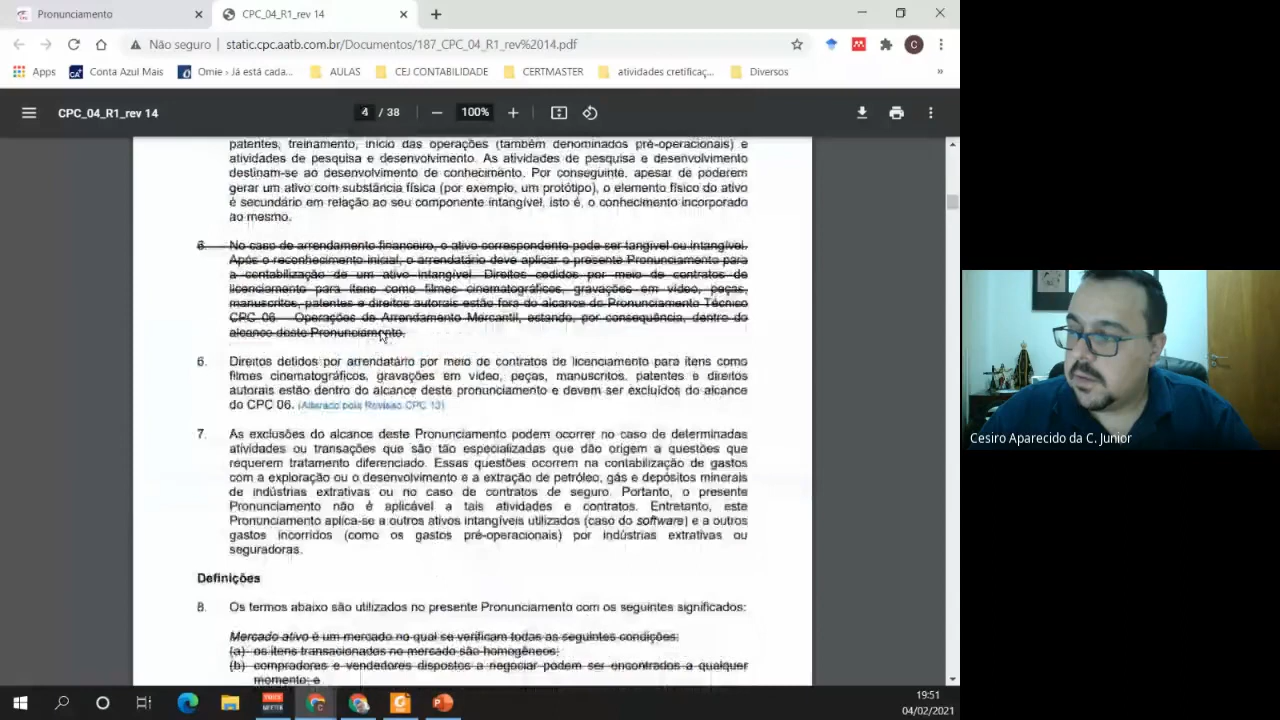 Pronunciamento
CPC_04_R1_rev 14
Não seguro | static.cpc.aatb.com.br/Documentos/187_CPC_04_R1_rev%2014.pdf
C
Apps
CA
Conta Azul Mais
Omie › Já está cada...
AULAS
CEJ CONTABILIDADE
CERTMASTER
atividades cretificaç...
Diversos
»
CPC_04_R1_rev 14
4 / 38
100%
patentes, treinamento, início das operações (também denominados pré-operacionais) e
atividades de pesquisa e desenvolvimento. As atividades de pesquisa e desenvolvimento
destinam-se ao desenvolvimento de conhecimento. Por conseguinte, apesar de poderem
gerar um ativo com substância física (por exemplo, um protótipo), o elemento físico do ativo
é secundário em relação ao seu componente intangível, isto é, o conhecimento incorporado
ao mesmo.
6. No caso de arrendamento financeiro, o ativo correspondente pode ser tangível ou intangível.
Após o reconhecimento inicial, o arrendatário deve aplicar o presente Pronunciamento para
a contabilização de um ativo intangível. Direitos cedidos por meio de contratos de
licenciamento para itens como filmes cinematográficos, gravações em vídeo, peças,
manuscritos, patentes e direitos autorais estão fora do alcance do Pronunciamento Técnico
CPC 06 – Operações de Arrendamento Mercantil, estando, por consequência, dentro do
alcance deste Pronunciamento.
6. Direitos detidos por arrendatário por meio de contratos de licenciamento para itens como
filmes cinematográficos, gravações em vídeo, peças, manuscritos, patentes e direitos
autorais estão dentro do alcance deste pronunciamento e devem ser excluídos do alcance
do CPC 06. (Alterado pela Revisão CPC 13)
7. As exclusões do alcance deste Pronunciamento podem ocorrer no caso de determinadas
atividades ou transações que são tão especializadas que dão origem a questões que
requerem tratamento diferenciado. Essas questões ocorrem na contabilização de gastos
com a exploração ou o desenvolvimento e a extração de petróleo, gás e depósitos minerais
de indústrias extrativas ou no caso de contratos de seguro. Portanto, o presente
Pronunciamento não é aplicável a tais atividades e contratos. Entretanto, este
Pronunciamento aplica-se a outros ativos intangíveis utilizados (caso do software) e a outros
gastos incorridos (como os gastos pré-operacionais) por indústrias extrativas ou
seguradoras.
Definições
8. Os termos abaixo são utilizados no presente Pronunciamento com os seguintes significados:
Mercado ativo é um mercado no qual se verificam todas as seguintes condições:
(a) os itens transacionados no mercado são homogêneos;
(b) compradores e vendedores dispostos a negociar podem ser encontrados a qualquer
momento; e
Cesiro Aparecido da C. Junior
19:51
04/02/2021